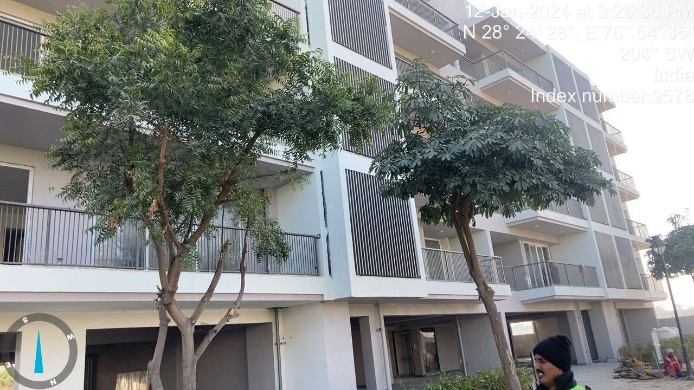 12-Jan-2024 at 3:26:36 PM
N 28° 24' 28", E 76° 54' 36"
204° SW
India
Index number:9578
S
E
N